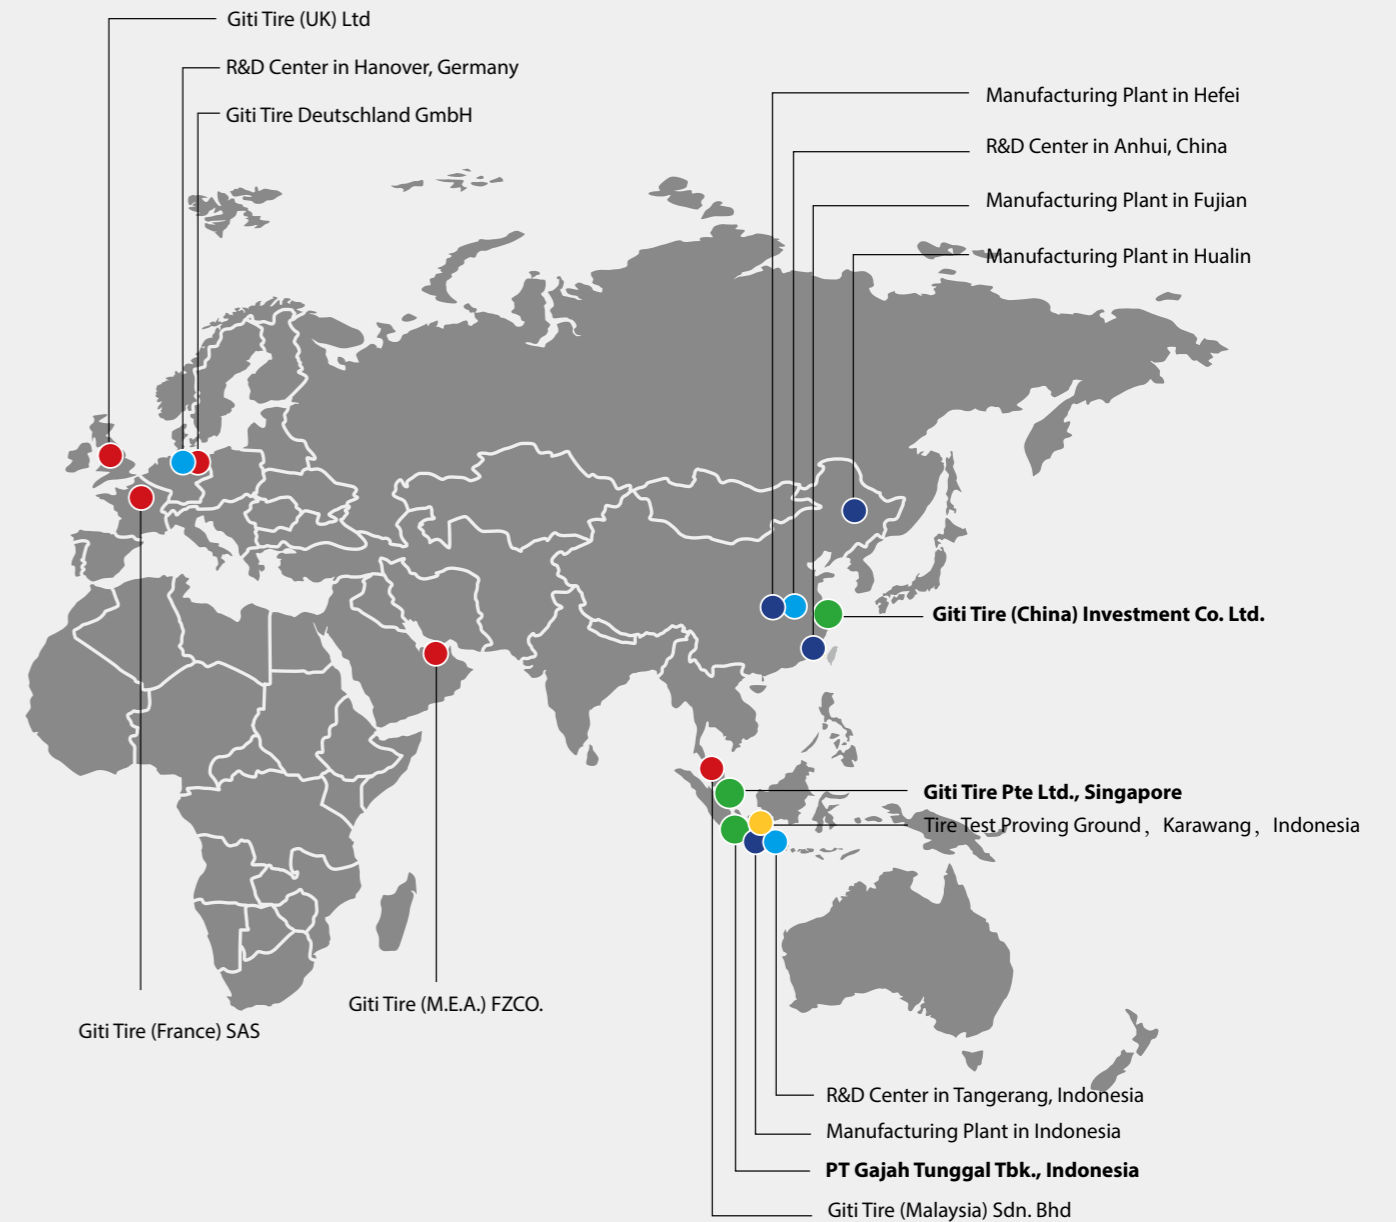 Giti Tire (UK) Ltd
R&D Center in Hanover, Germany
Giti Tire Deutschland GmbH
Manufacturing Plant in Hefei
R&D Center in Anhui, China
Manufacturing Plant in Fujian
Manufacturing Plant in Hualin
Giti Tire (China) Investment Co. Ltd.
Giti Tire Pte Ltd., Singapore
Tire Test Proving Ground，Karawang，Indonesia
Giti Tire (M.E.A.) FZCO.
Giti Tire (France) SAS
R&D Center in Tangerang, Indonesia
Manufacturing Plant in Indonesia
PT Gajah Tunggal Tbk., Indonesia
Giti Tire (Malaysia) Sdn. Bhd